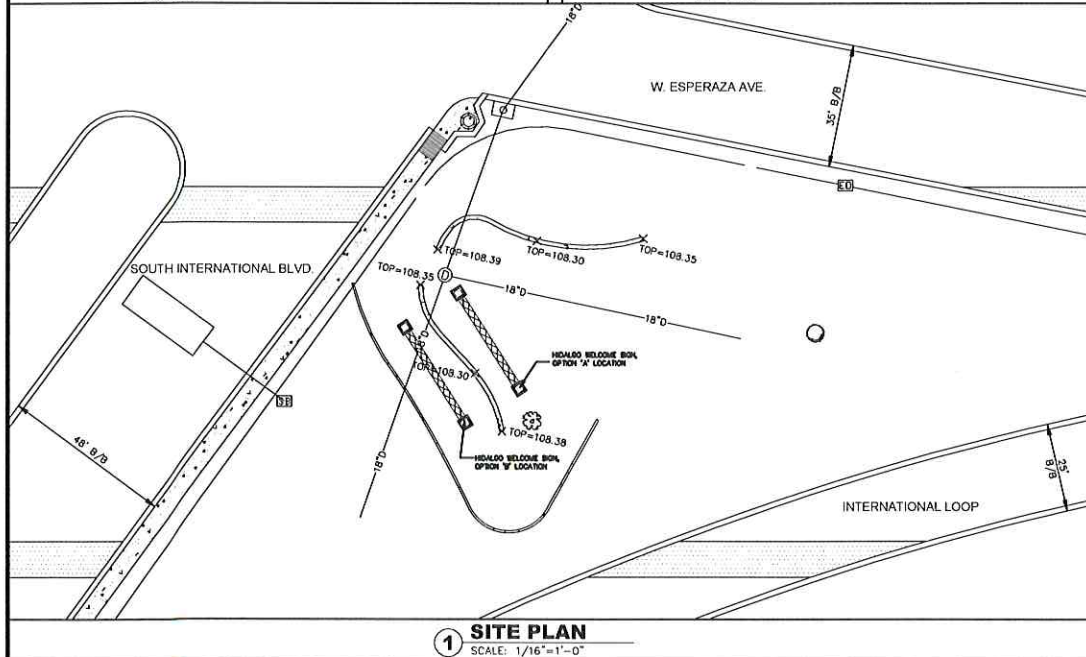 18"D
W. ESPERAZA AVE.
35' B/B
SOUTH INTERNATIONAL BLVD.
TOP=108.39
TOP=108.30
TOP=108.35
TOP=108.35
D
18"D
18"D
HIDALGO WELCOME SIGN,
OPTION 'A' LOCATION
TOP=108.30
TOP=108.38
HIDALGO WELCOME SIGN,
OPTION 'B' LOCATION
18"D
48' B/B
25'
B/B
INTERNATIONAL LOOP
1
SITE PLAN
SCALE: 1/16"=1'-0"